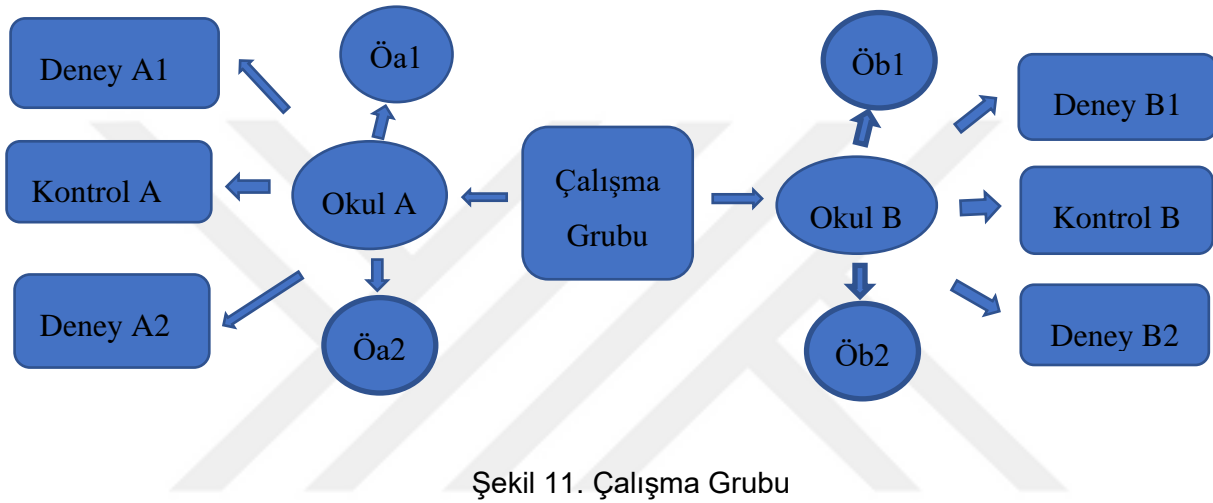 Deney A1
Öa1
Kontrol A
Okul A
Deney A2
Öa2
Çalışma
Grubu
Öb1
Deney B1
Okul B
Kontrol B
Öb2
Deney B2
Şekil 11. Çalışma Grubu